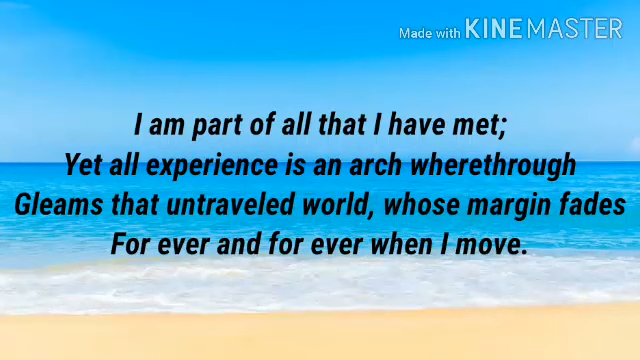 Made with KINEMASTER
I am part of all that I have met;
Yet all experience is an arch wherethrough
Gleams that untraveled world, whose margin fades
For ever and for ever when I move.